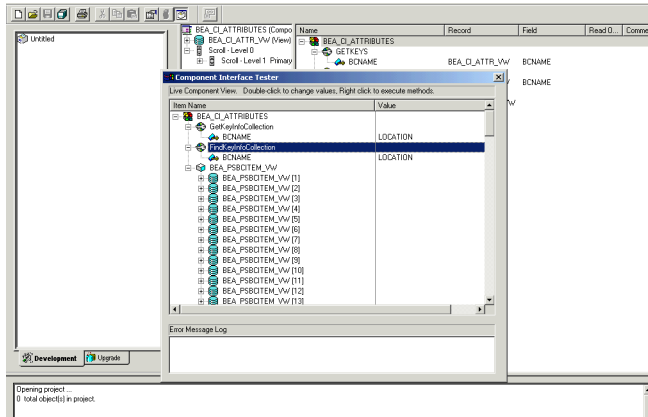 BEA_CI_ATTRIBUTES (Compo
Name
Record
Field
Read O...
Comme
Untitled
BEA_CI_ATTR_VW (View)
BEA_CI_ATTRIBUTES
Scroll - Level 0
GETKEYS
Scroll - Level 1 Primary
BCNAME
BEA_CI_ATTR_VW
BCNAME
Component Interface Tester
BCNAME
Live Component View. Double-click to change values, Right click to execute methods.
Item Name
Value
BEA_CI_ATTRIBUTES
GetKeyInfoCollection
BCNAME
LOCATION
FindKeyInfoCollection
BCNAME
LOCATION
BEA_PSBCITEM_VW
BEA_PSBCITEM_VW [1]
BEA_PSBCITEM_VW [2]
BEA_PSBCITEM_VW [3]
BEA_PSBCITEM_VW [4]
BEA_PSBCITEM_VW [5]
BEA_PSBCITEM_VW [6]
BEA_PSBCITEM_VW [7]
BEA_PSBCITEM_VW [8]
BEA_PSBCITEM_VW [9]
BEA_PSBCITEM_VW [10]
BEA_PSBCITEM_VW [11]
BEA_PSBCITEM_VW [12]
BEA_PSBCITEM_VW [13]
Error Message Log
Development
Upgrade
Opening project ...
0 total object(s) in project.